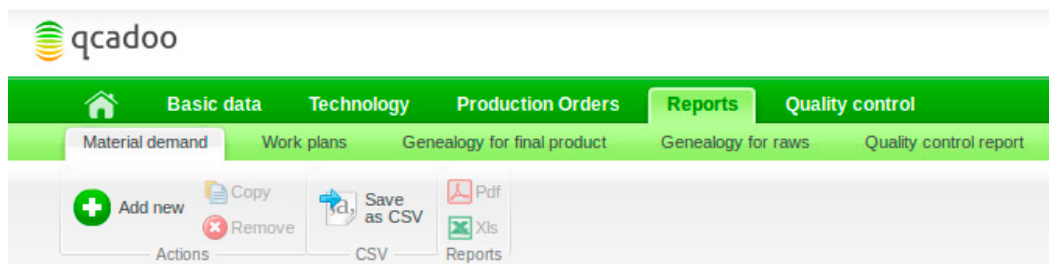 qcadoo
Basic data Technology Production Orders Reports Quality control
Material demand Work plans Genealogy for final product Genealogy for raws Quality control report
Add new Copy Remove Save as CSV Pdf Xls
Actions CSV Reports